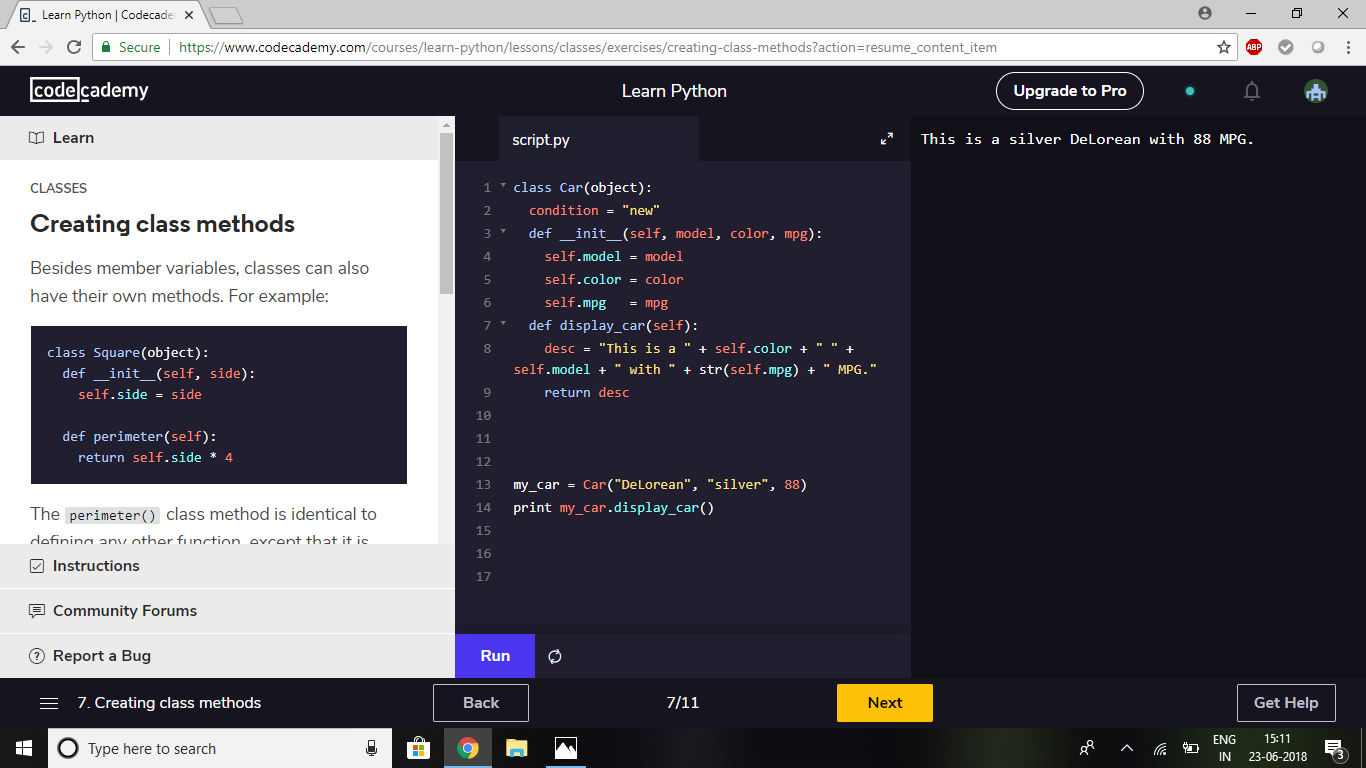 Learn Python | Codecade
Secure
https://www.codecademy.com/courses/learn-python/lessons/classes/exercises/creating-class-methods?action=resume_content_item
ABP
codecademy
Learn Python
Upgrade to Pro
Learn
CLASSES
Creating class methods
Besides member variables, classes can also
have their own methods. For example:
class Square(object):
  def __init__(self, side):
    self.side = side
  def perimeter(self):
    return self.side * 4
The perimeter() class method is identical to
defining any other function, except that it is
Instructions
Community Forums
Report a Bug
script.py
1 class Car(object):
2   condition = "new"
3   def __init__(self, model, color, mpg):
4     self.model = model
5     self.color = color
6     self.mpg   = mpg
7   def display_car(self):
8     desc = "This is a " + self.color + " " +
self.model + " with " + str(self.mpg) + " MPG."
9     return desc
10
11
12
13 my_car = Car("DeLorean", "silver", 88)
14 print my_car.display_car()
15
16
17
Run
This is a silver DeLorean with 88 MPG.
7. Creating class methods
Back
7/11
Next
Get Help
Type here to search
ENG
IN
15:11
23-06-2018
3